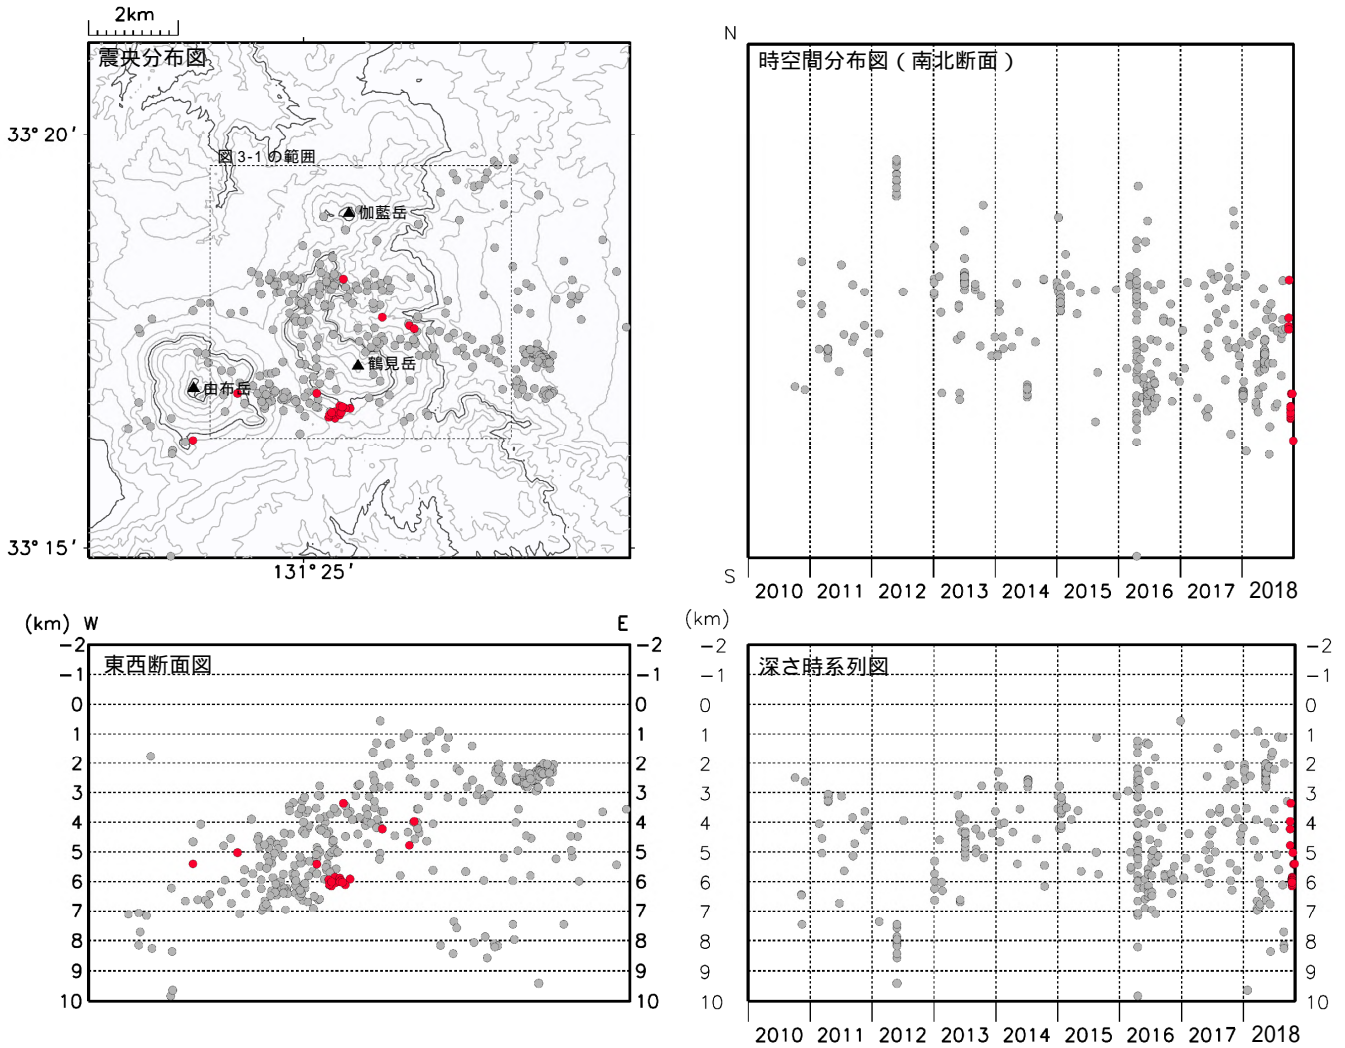 2km
震央分布図
33°20′
図3-1の範囲
伽藍岳
鶴見岳
由布岳
33°15′
131°25′
N
時空間分布図（南北断面）
S
2010 2011 2012 2013 2014 2015 2016 2017 2018
(km) W
E
東西断面図
-2 -2
-1 -1
0 0
1 1
2 2
3 3
4 4
5 5
6 6
7 7
8 8
9 9
10 10
(km)
深さ時系列図
-2 -2
-1 -1
0 0
1 1
2 2
3 3
4 4
5 5
6 6
7 7
8 8
9 9
10 10
2010 2011 2012 2013 2014 2015 2016 2017 2018